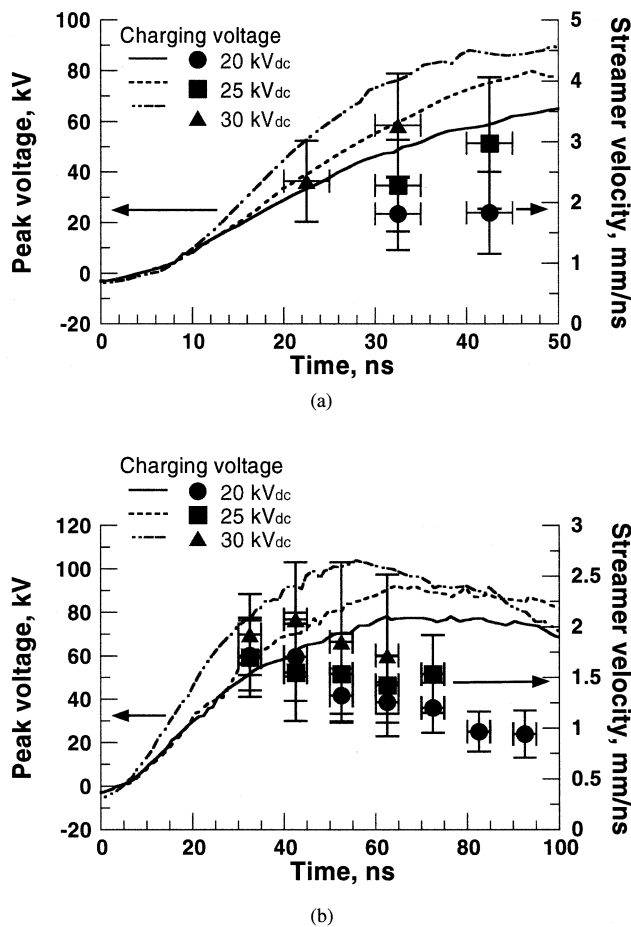 Charging voltage
20 kVdc
25 kVdc
30 kVdc
100
80
60
40
20
0
-20
Peak voltage, kV
5
4
3
2
1
0
Streamer velocity, mm/ns
0
10
20
30
40
50
Time, ns
(a)
Charging voltage
20 kVdc
25 kVdc
30 kVdc
120
100
80
60
40
20
0
-20
Peak voltage, kV
3
2.5
2
1.5
1
0.5
0
Streamer velocity, mm/ns
0
20
40
60
80
100
Time, ns
(b)